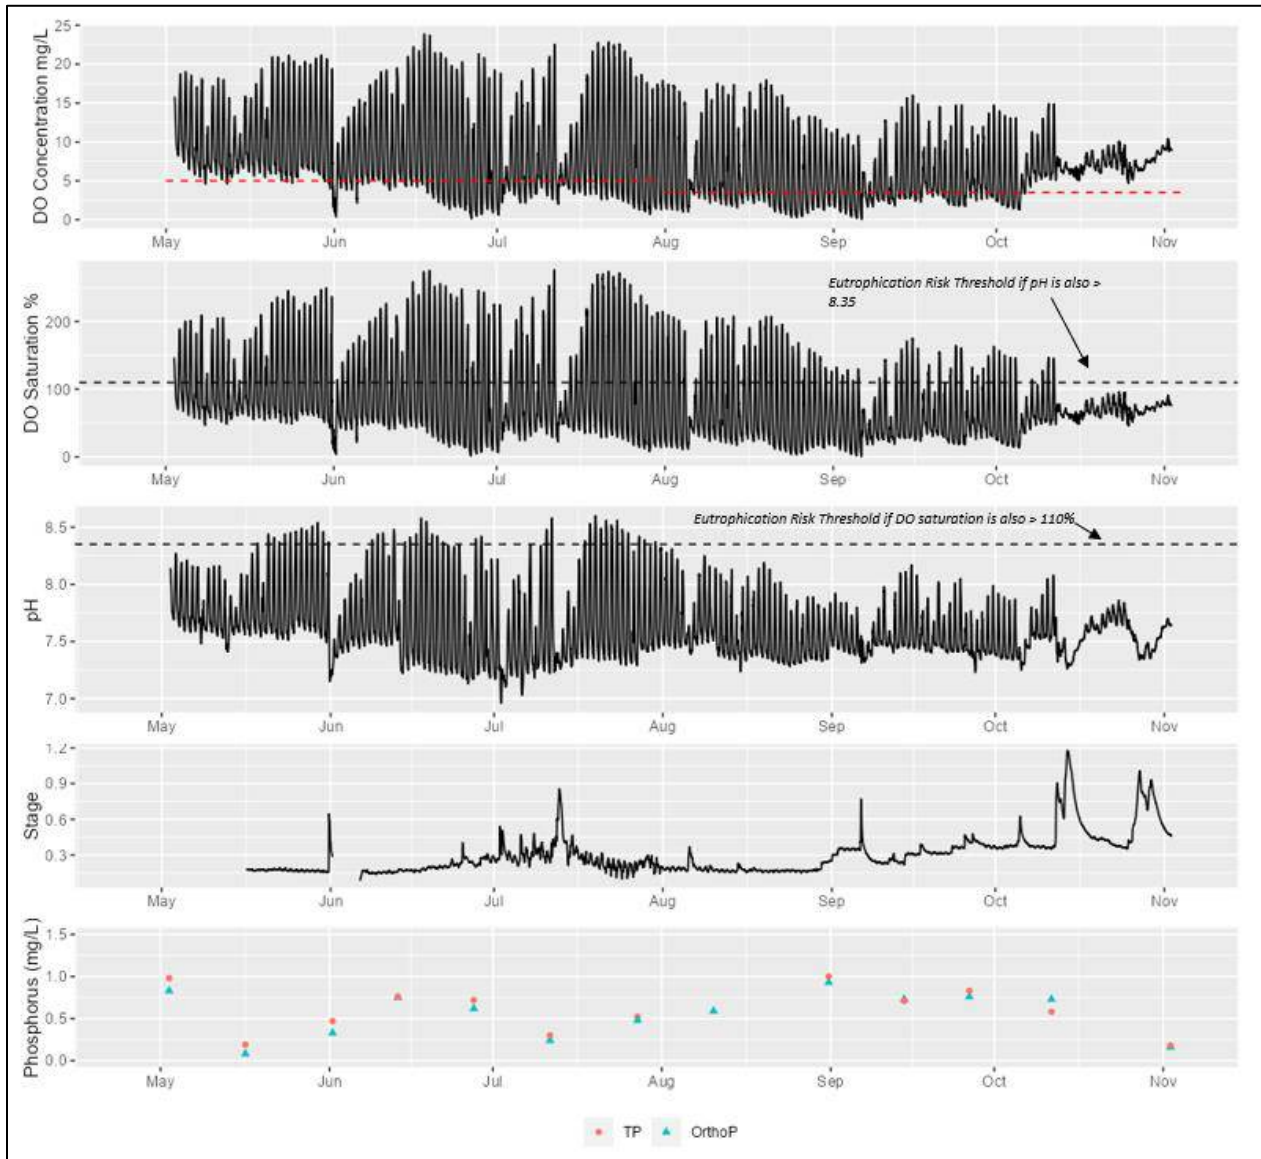 DO Concentration mg/L
25
20
15
10
5
0
May Jun Jul Aug Sep Oct Nov
DO Saturation %
200
100
0
Eutrophication Risk Threshold if pH is also >
8.35
May Jun Jul Aug Sep Oct Nov
pH
8.5
8.0
7.5
7.0
Eutrophication Risk Threshold if DO saturation is also > 110%
May Jun Jul Aug Sep Oct Nov
Stage
1.2
0.9
0.6
0.3
May Jun Jul Aug Sep Oct Nov
Phosphorus (mg/L)
1.5
1.0
0.5
0.0
May Jun Jul Aug Sep Oct Nov
TP OrthoP